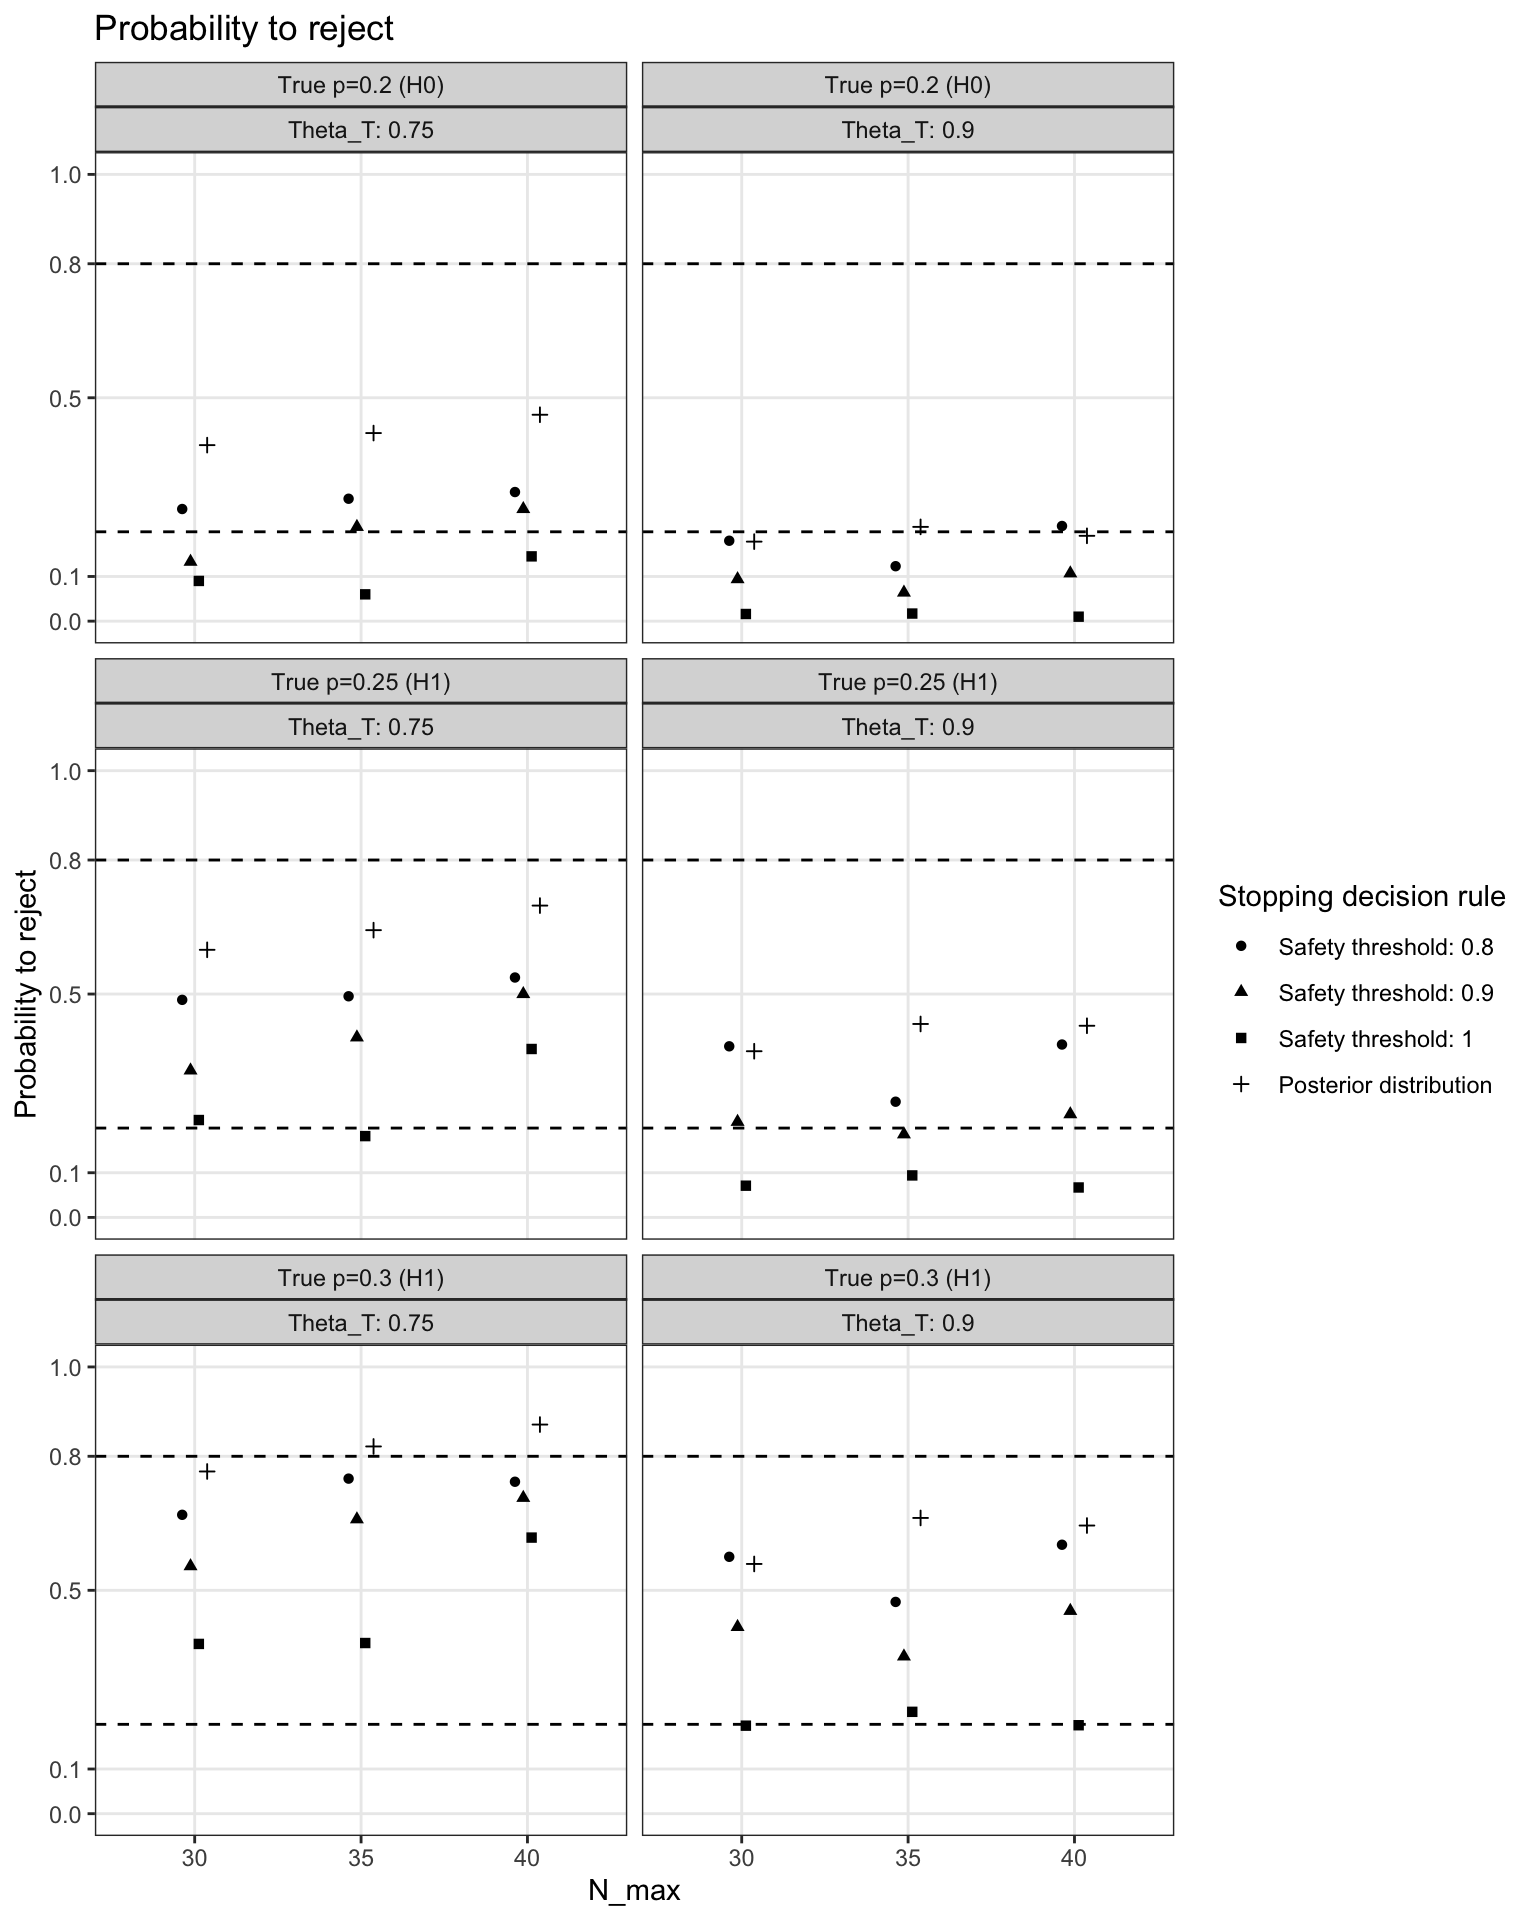 Probability to reject
True p=0.2 (H0)
True p=0.2 (H0)
Theta_T: 0.75
Theta_T: 0.9
1.0
0.8
0.5
0.1
0.0
True p=0.25 (H1)
True p=0.25 (H1)
Theta_T: 0.75
Theta_T: 0.9
1.0
0.8
0.5
0.1
0.0
True p=0.3 (H1)
True p=0.3 (H1)
Theta_T: 0.75
Theta_T: 0.9
1.0
0.8
0.5
0.1
0.0
30
35
40
30
35
40
N_max
Probability to reject
Stopping decision rule
Safety threshold: 0.8
Safety threshold: 0.9
Safety threshold: 1
Posterior distribution